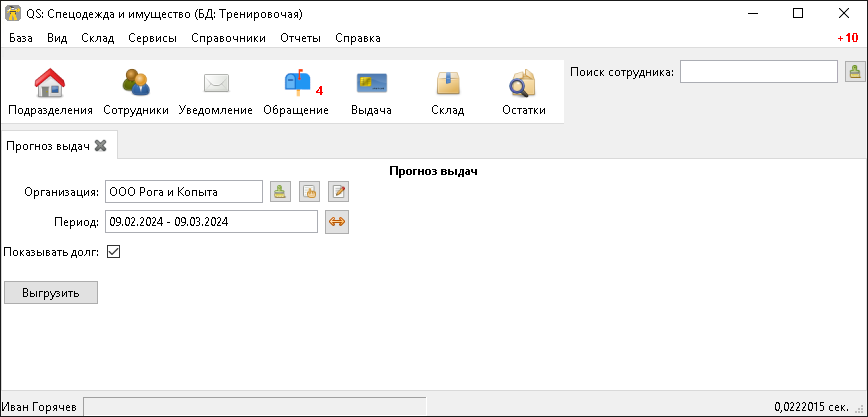 QS: Спецодежда и имущество (БД: Тренировочая)
База Вид Склад Сервисы Справочники Отчеты Справка +10
Подразделения Сотрудники Уведомление Обращение 4 Выдача Склад Остатки Поиск сотрудника:
Прогноз выдач
Прогноз выдач
Организация: ООО Рога и Копыта
Период: 09.02.2024 - 09.03.2024
Показывать долг:
Выгрузить
Иван Горячев 0,0222015 сек.